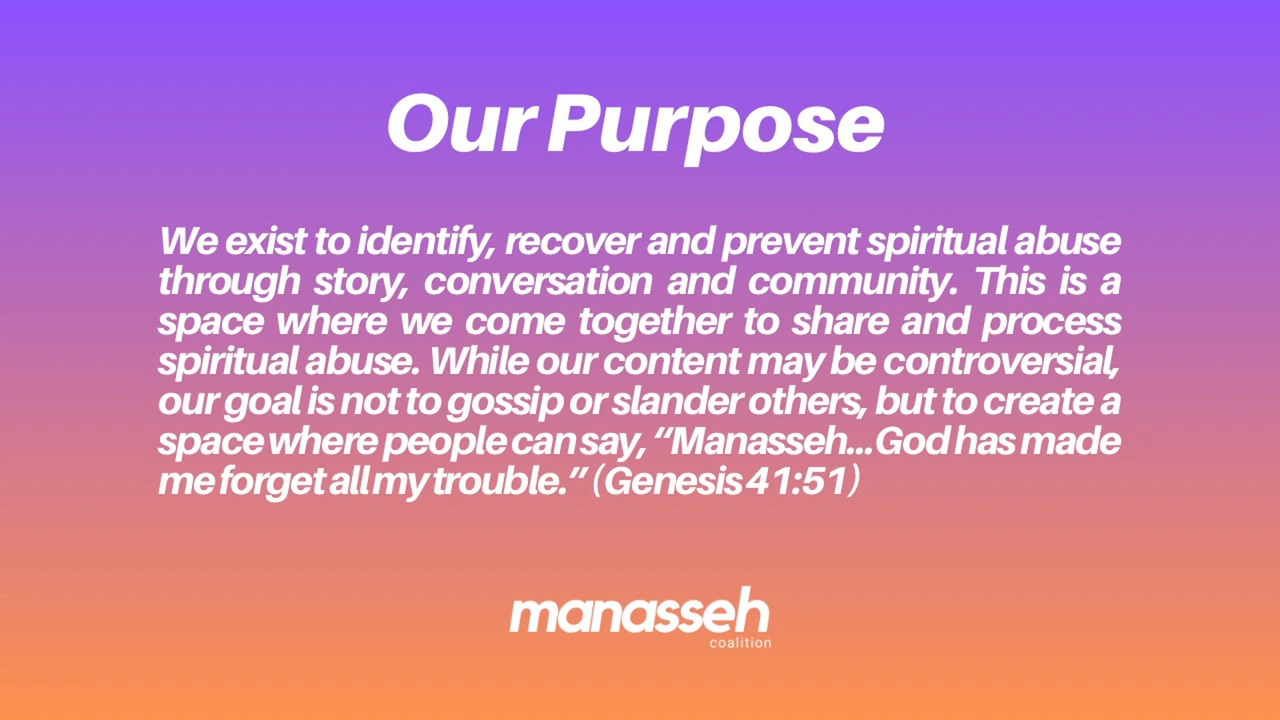 Our Purpose
We exist to identify, recover and prevent spiritual abuse
through story, conversation and community. This is a
space where we come together to share and process
spiritual abuse. While our content may be controversial,
our goal is not to gossip or slander others, but to create a
space where people can say, “Manasseh...God has made
me forget all my trouble.” (Genesis 41:51)
manasseh
coalition